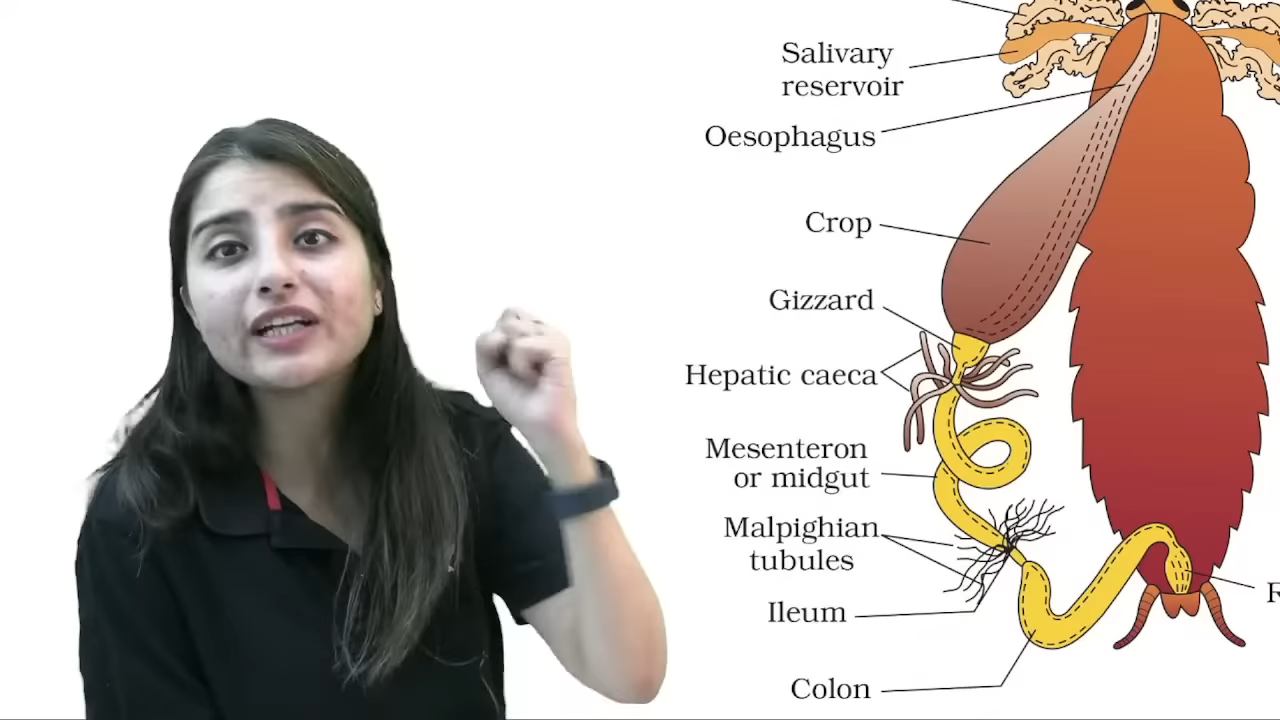 Salivary
reservoir
Oesophagus
Crop
Gizzard
Hepatic caeca
Mesenteron
or midgut
Malpighian
tubules
Ileum
Colon